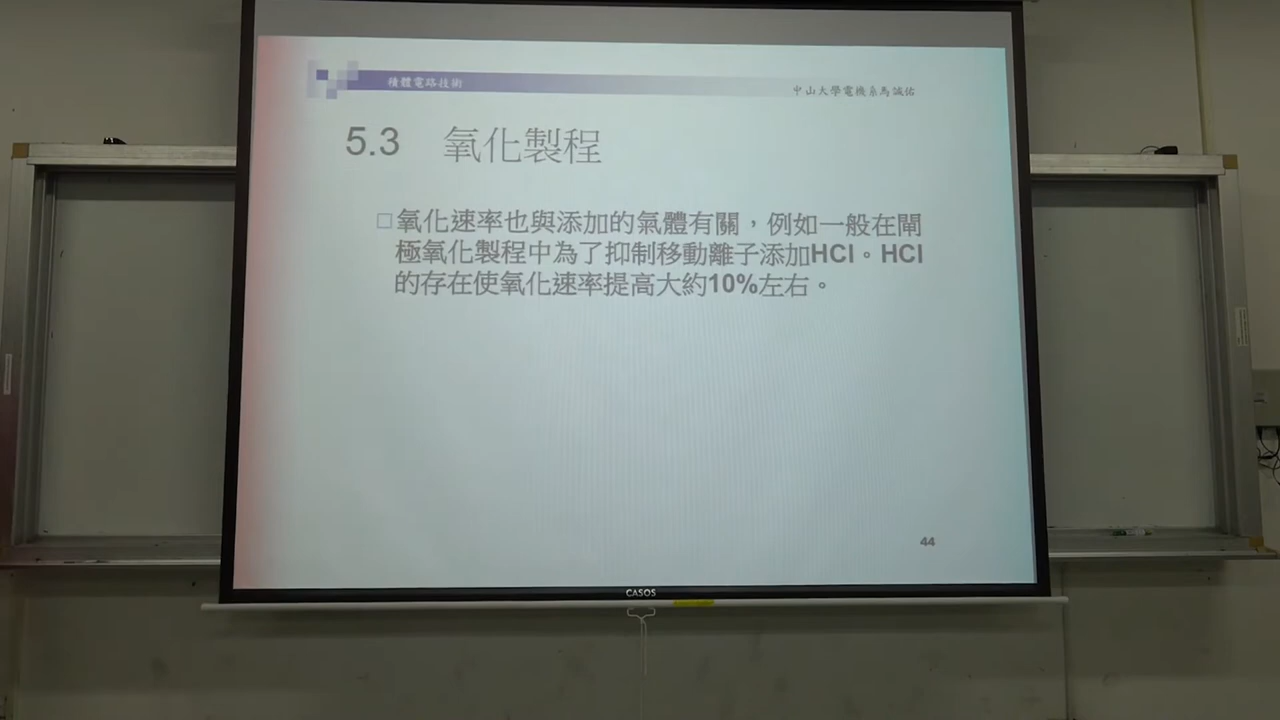 積體電路技術
中山大學電機系馬誠佑
5.3 氧化製程
□氧化速率也與添加的氣體有關，例如一般在閘
極氧化製程中為了抑制移動離子添加HCl。HCl
的存在使氧化速率提高大約10%左右。
44
CASOS